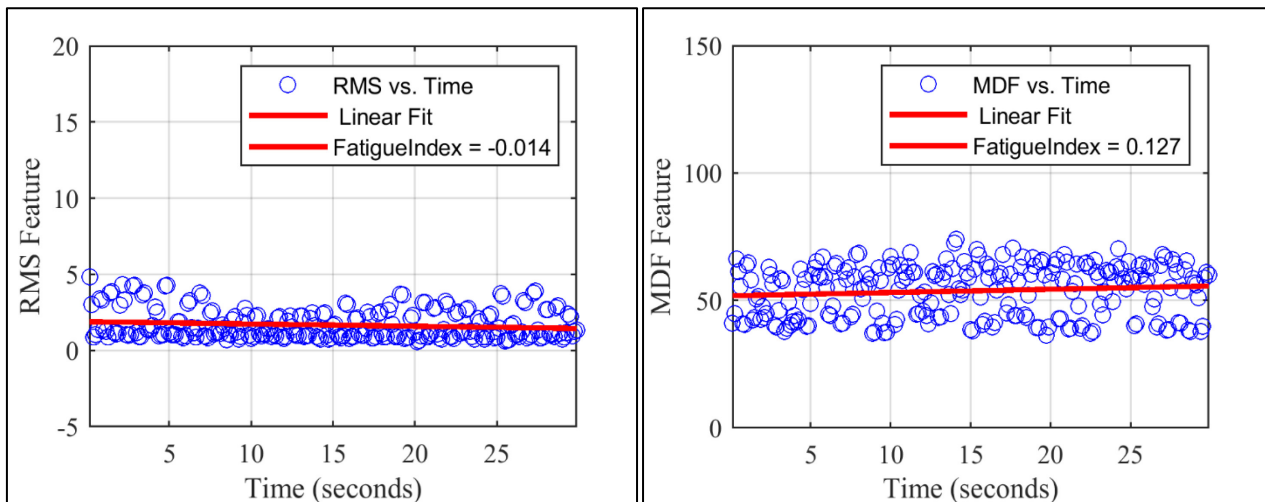 20
15
10
5
0
-5
RMS Feature
5
10
15
20
25
Time (seconds)
RMS vs. Time
Linear Fit
FatigueIndex = -0.014
150
100
50
0
MDF Feature
5
10
15
20
25
Time (seconds)
MDF vs. Time
Linear Fit
FatigueIndex = 0.127